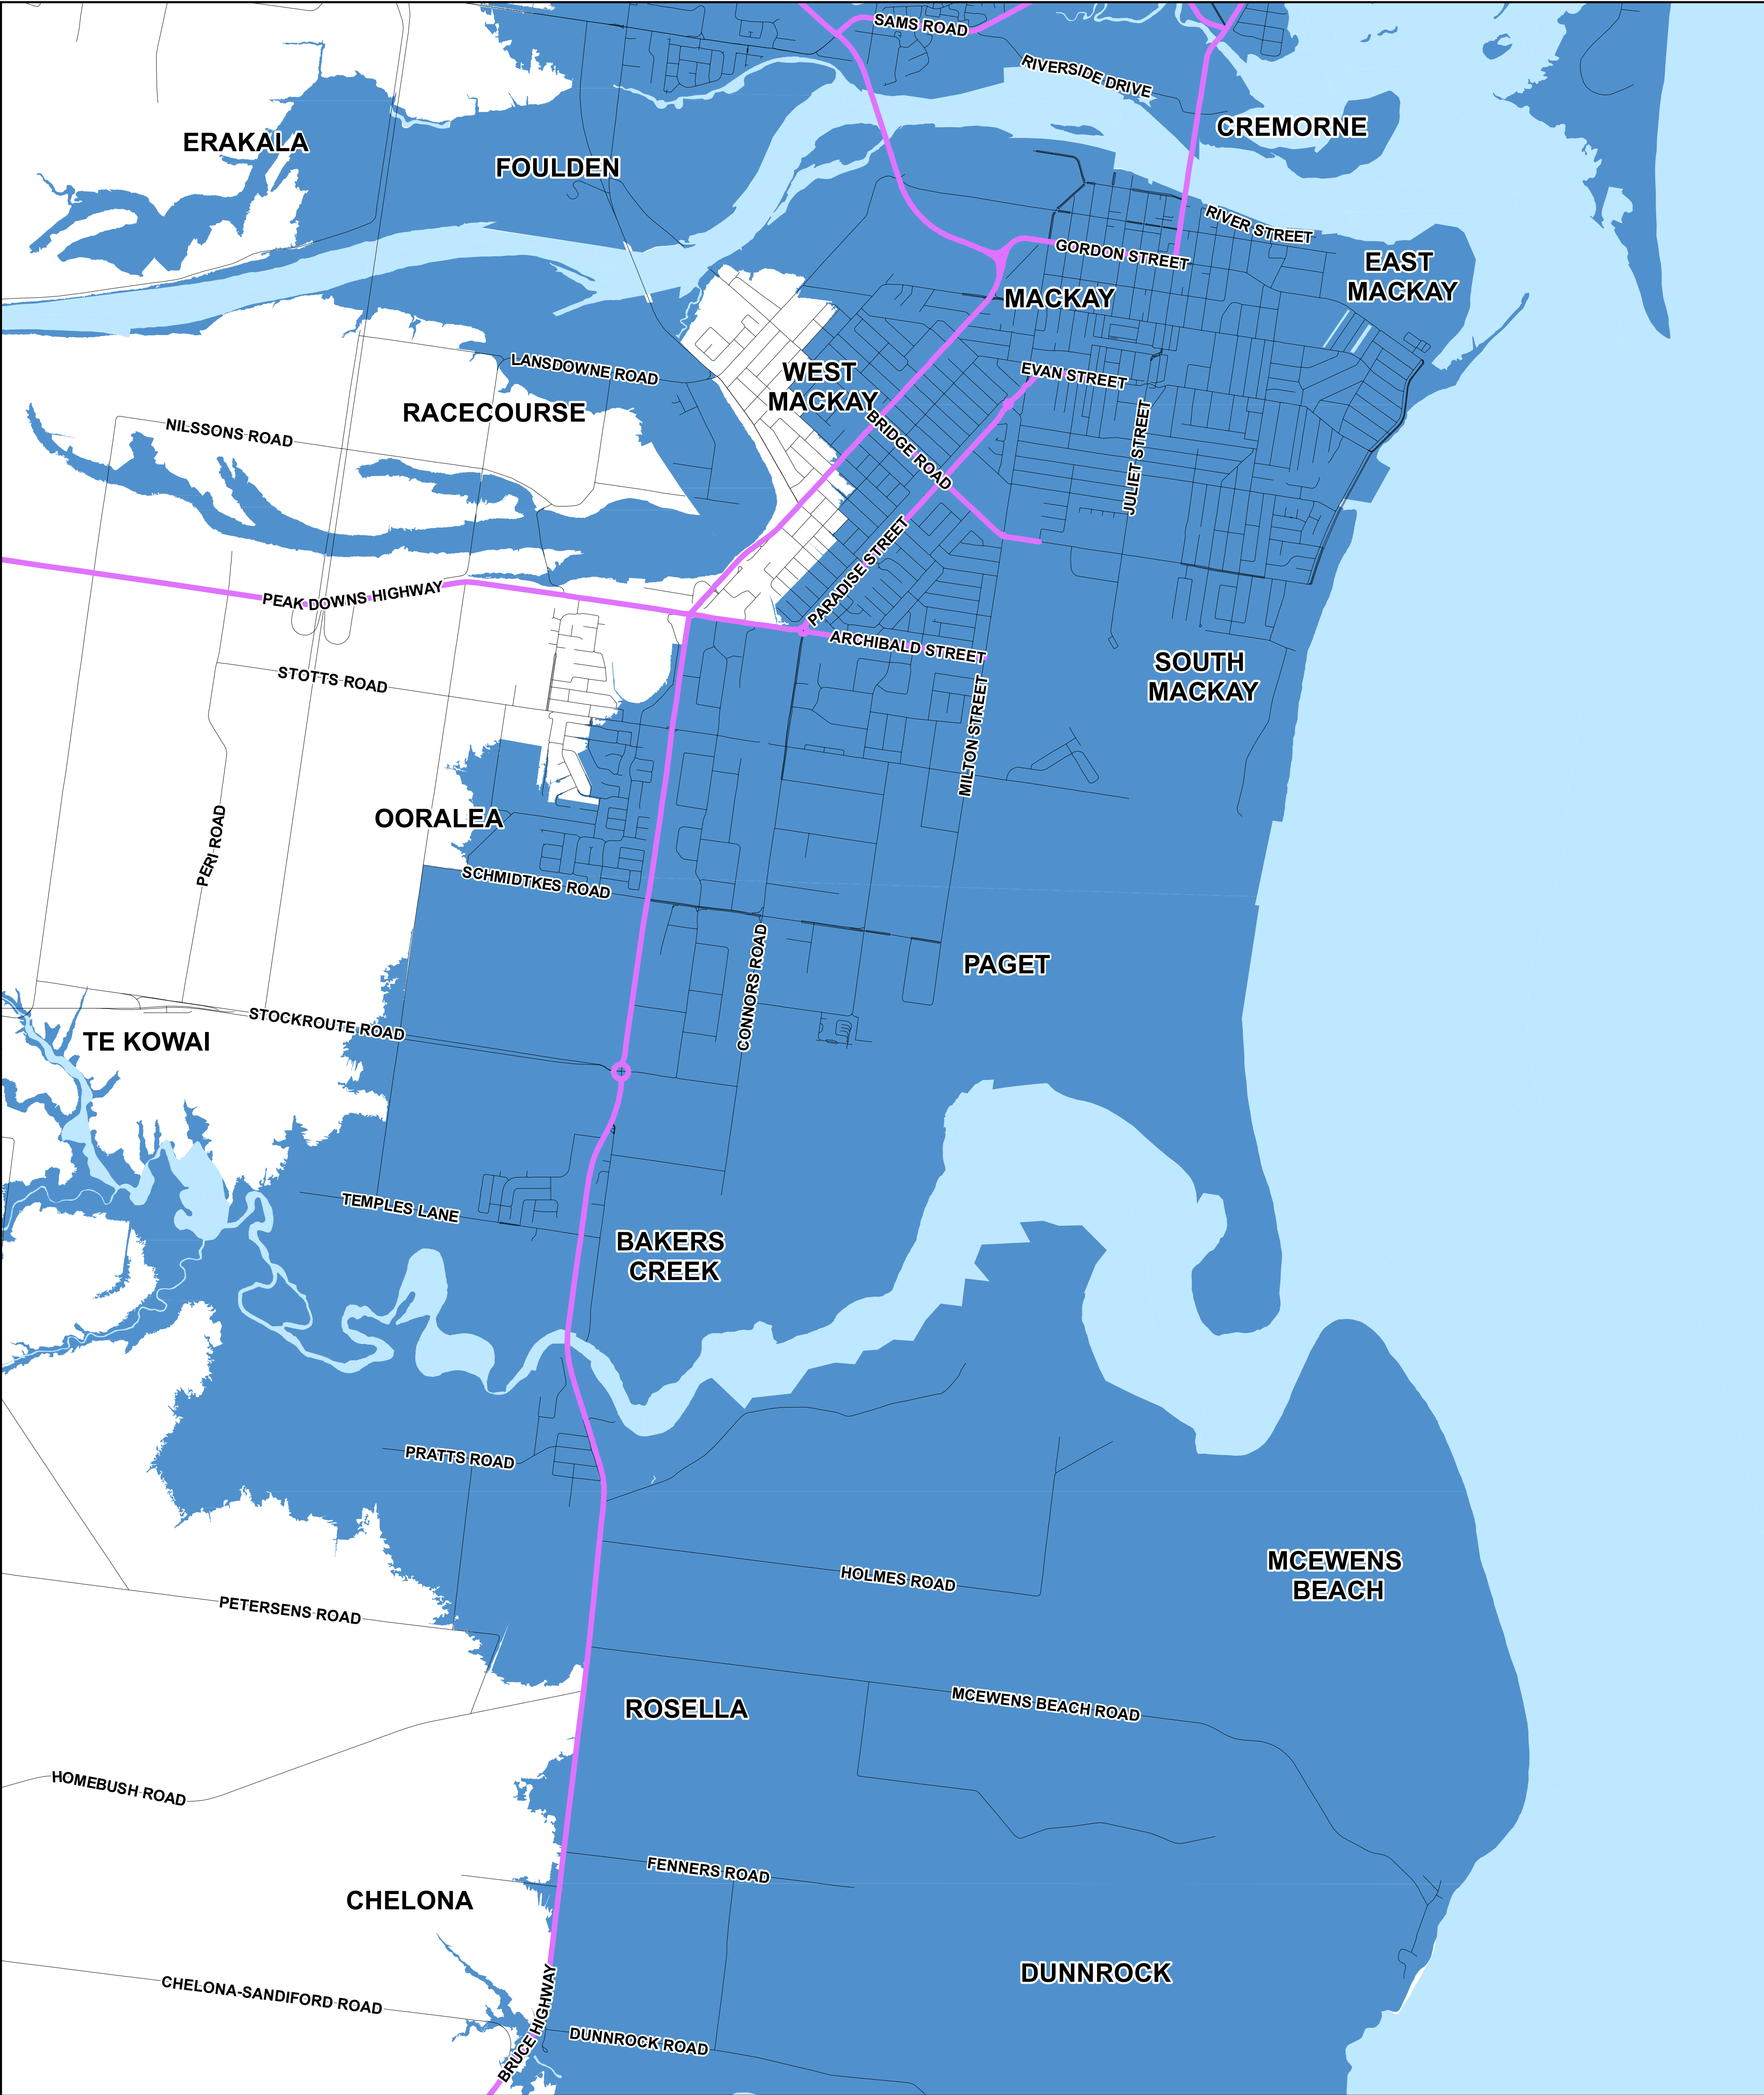 SAMS ROAD
RIVERSIDE DRIVE
CREMORNE
ERAKALA
FOULDEN
RIVER STREET
GORDON STREET
EAST
MACKAY
MACKAY
LANSDOWNE ROAD
WEST
MACKAY
EVAN STREET
RACECOURSE
NILSSONS ROAD
BRIDGE ROAD
JULIET STREET
PARADISE STREET
PEAK DOWNS HIGHWAY
ARCHIBALD STREET
SOUTH
MACKAY
STOTTS ROAD
MILTON STREET
OORALEA
PERI ROAD
SCHMIDTKES ROAD
PAGET
CONNORS ROAD
STOCKROUTE ROAD
TE KOWAI
TEMPLES LANE
BAKERS
CREEK
PRATTS ROAD
MCEWENS
BEACH
HOLMES ROAD
PETERSENS ROAD
ROSELLA
MCEWENS BEACH ROAD
HOMEBUSH ROAD
FENNERS ROAD
CHELONA
DUNNROCK
CHELONA-SANDIFORD ROAD
BRUCE HIGHWAY
DUNNROCK ROAD